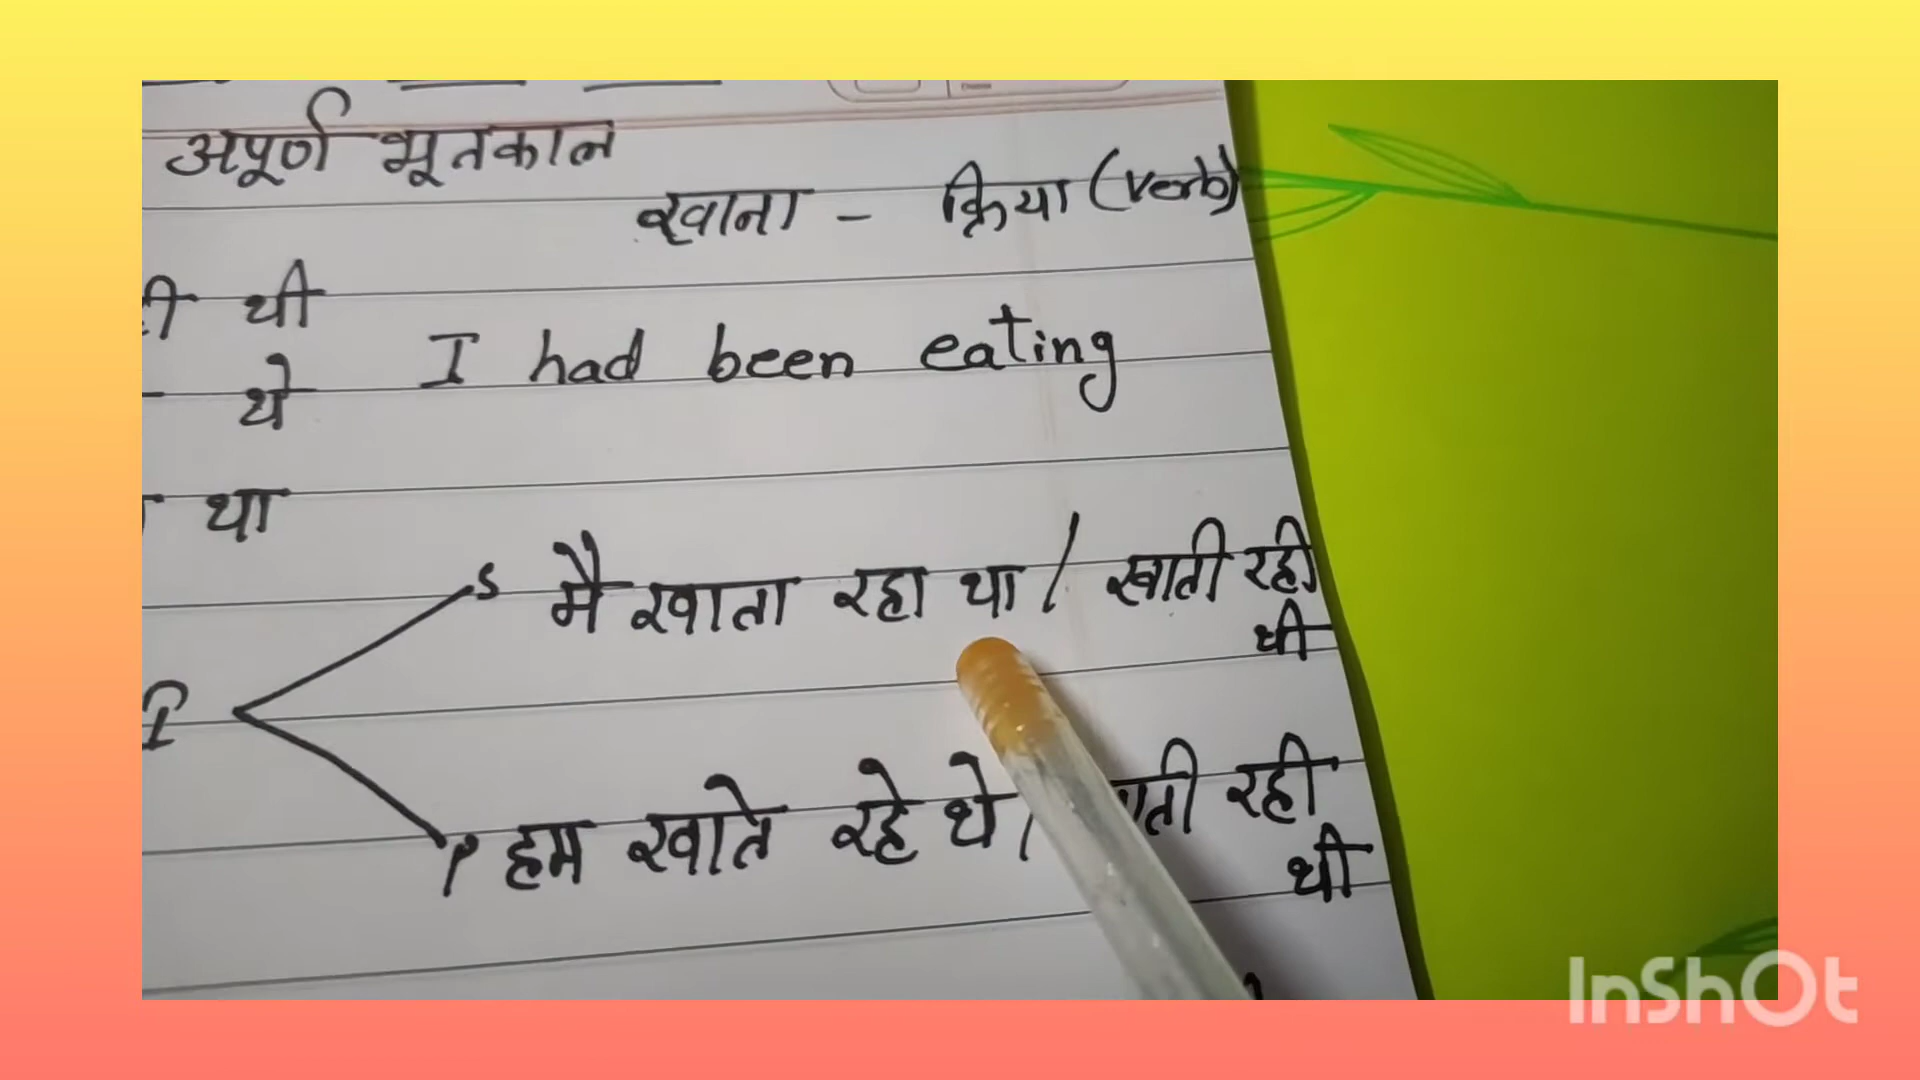 अपूर्ण भूतकाल
खाना - क्रिया (verb)
थी
थे
I had been eating
था
S मै खाता रहा था / खाती रही थी
P हम खाते रहे थे / रही थी
InShOt